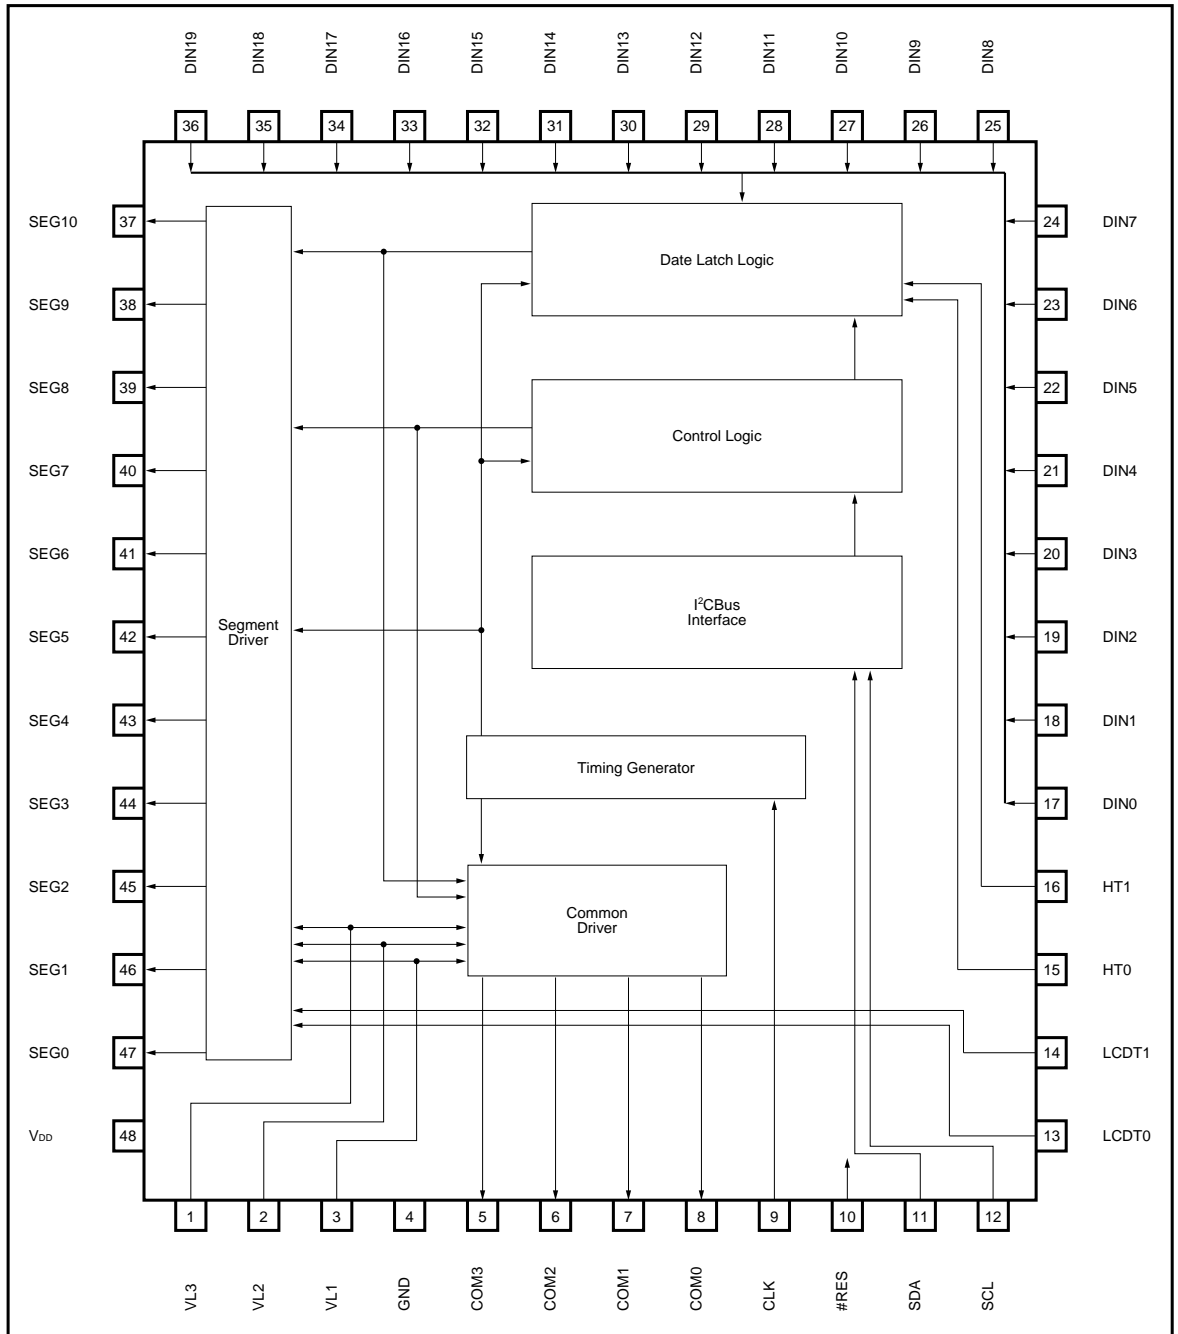 DIN19 DIN18 DIN17 DIN16 DIN15 DIN14 DIN13 DIN12 DIN11 DIN10 DIN9 DIN8
36 35 34 33 32 31 30 29 28 27 26 25
SEG10 37 24 DIN7
Date Latch Logic
SEG9 38 23 DIN6
SEG8 39 22 DIN5
Control Logic
SEG7 40 21 DIN4
SEG6 41 20 DIN3
I²CBus
Interface
Segment
Driver
SEG5 42 19 DIN2
SEG4 43 18 DIN1
Timing Generator
SEG3 44 17 DIN0
SEG2 45 16 HT1
Common
Driver
SEG1 46 15 HT0
SEG0 47 14 LCDT1
VDD 48 13 LCDT0
1 2 3 4 5 6 7 8 9 10 11 12
VL3 VL2 VL1 GND COM3 COM2 COM1 COM0 CLK #RES SDA SCL